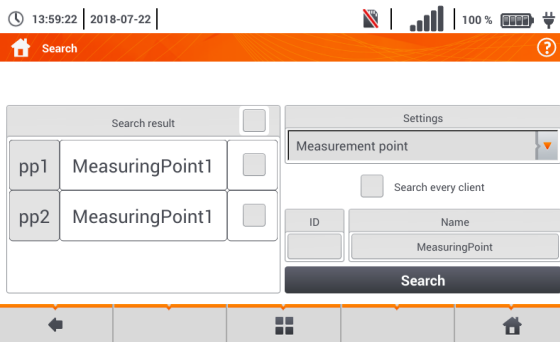 13:59:22 2018-07-22 100 %
Search ?
Search result
pp1 MeasuringPoint1
pp2 MeasuringPoint1
Settings
Measurement point
Search every client
ID Name
MeasuringPoint
Search